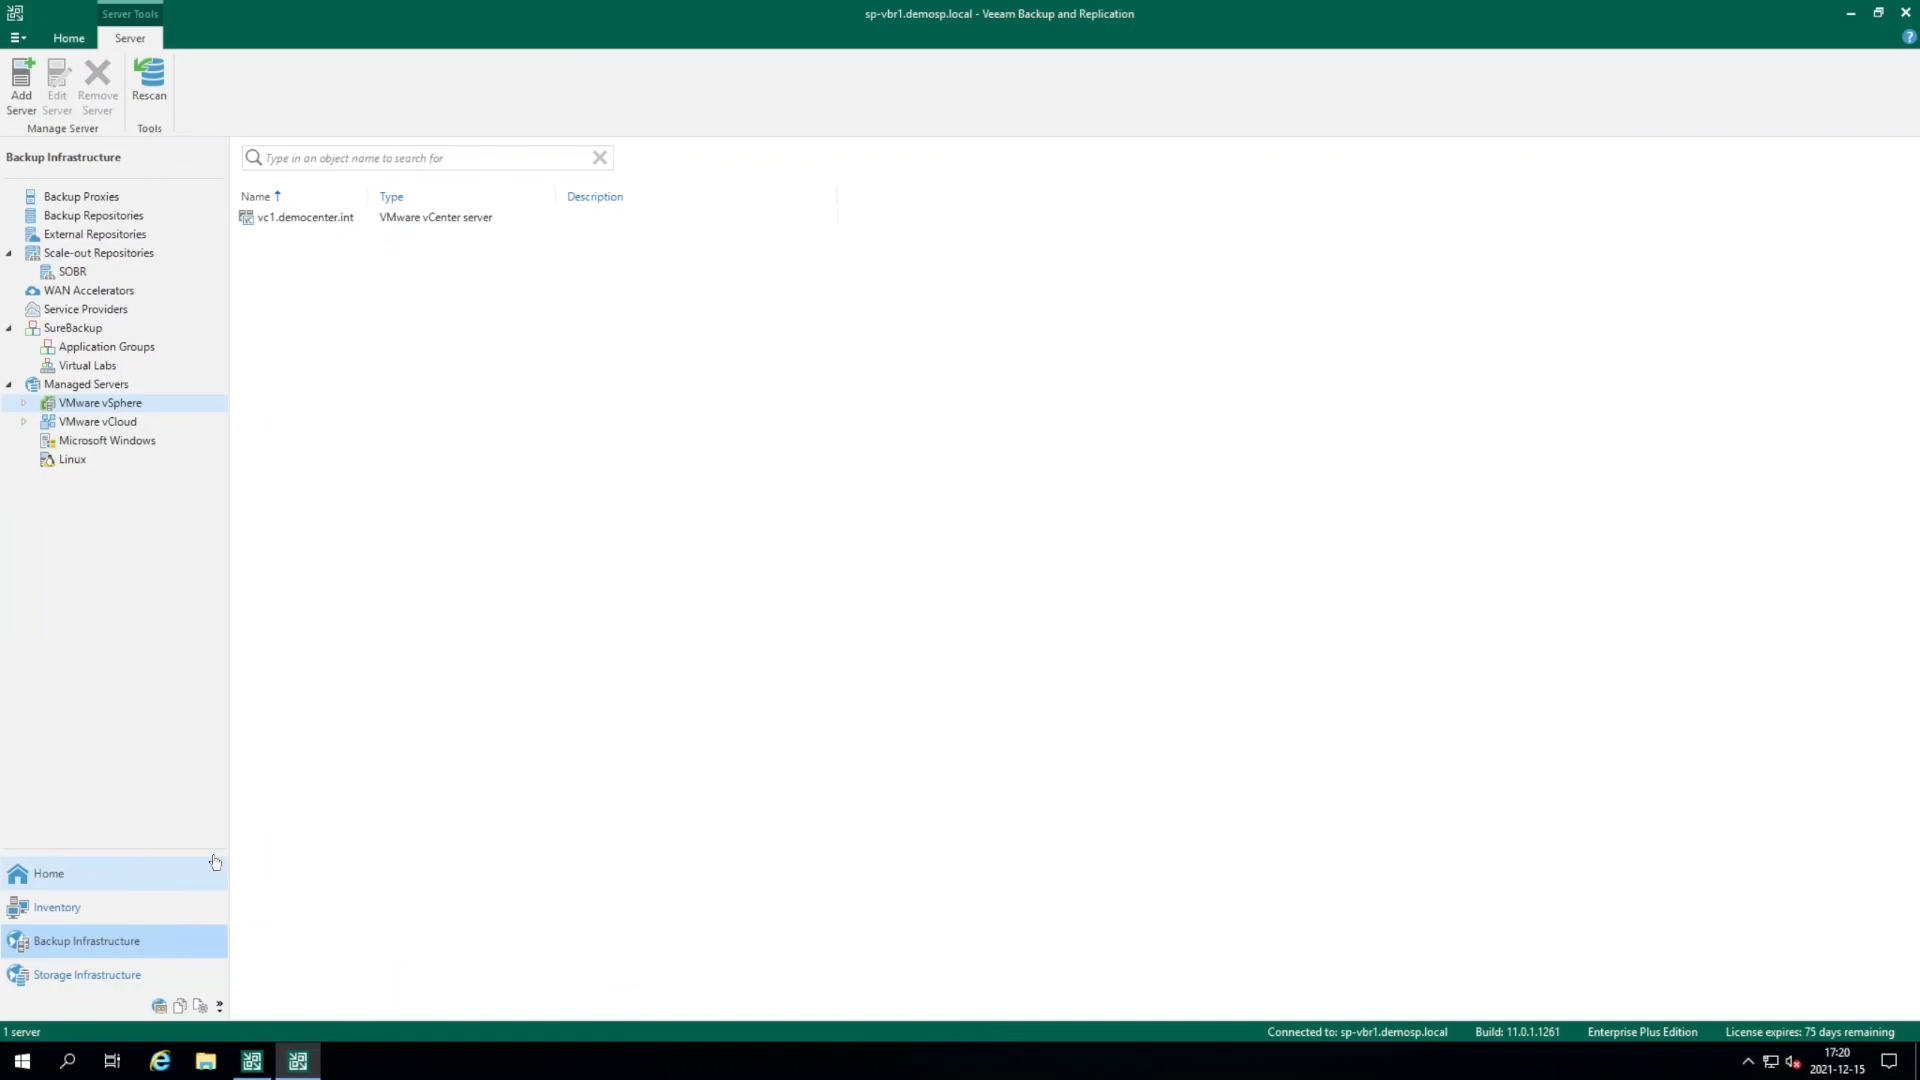 Server Tools
sp-vbr1.demosp.local - Veeam Backup and Replication
Home
Server
Add Server
Edit Server
Remove Server
Rescan
Manage Server
Tools
Backup Infrastructure
Type in an object name to search for
Name
Type
Description
vc1.democenter.int
VMware vCenter server
Backup Proxies
Backup Repositories
External Repositories
Scale-out Repositories
SOBR
WAN Accelerators
Service Providers
SureBackup
Application Groups
Virtual Labs
Managed Servers
VMware vSphere
VMware vCloud
Microsoft Windows
Linux
Home
Inventory
Backup Infrastructure
Storage Infrastructure
1 server
Connected to: sp-vbr1.demosp.local
Build: 11.0.1.1261
Enterprise Plus Edition
License expires: 75 days remaining
17:20
2021-12-15